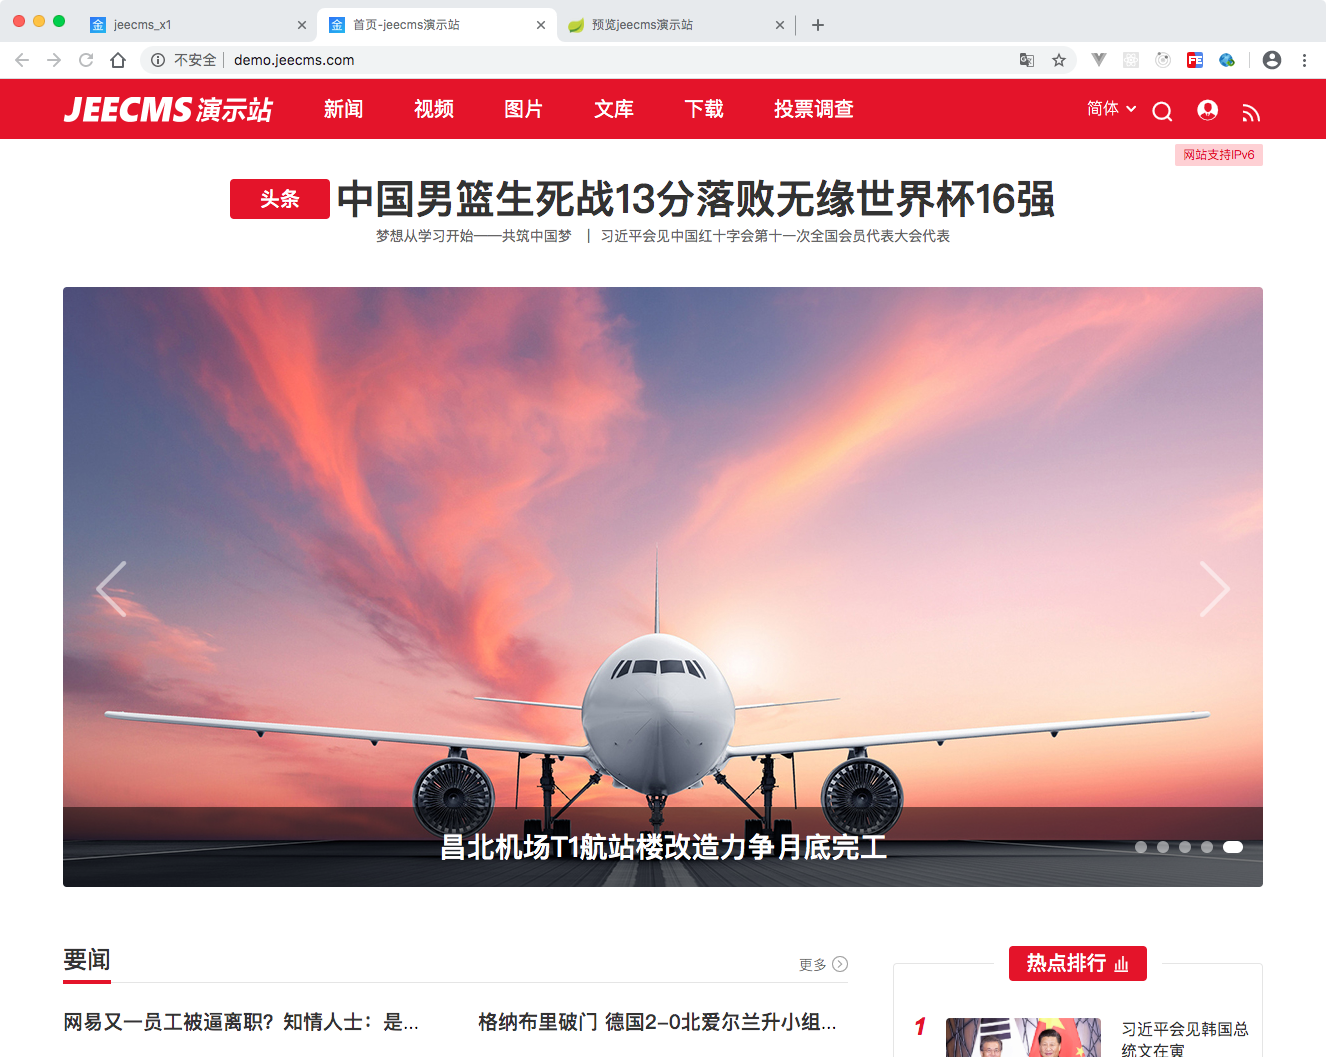 jeecms_x1
首页-jeecms演示站
预览jeecms演示站
不安全
demo.jeecms.com
JEECMS 演示站
新闻
视频
图片
文库
下载
投票调查
简体
网站支持IPv6
头条
中国男篮生死战13分落败无缘世界杯16强
梦想从学习开始——共筑中国梦 | 习近平会见中国红十字会第十一次全国会员代表大会代表
昌北机场T1航站楼改造力争月底完工
要闻
更多
热点排行
网易又一员工被逼离职？知情人士：是...
格纳布里破门 德国2-0北爱尔兰升小组...
1
习近平会见韩国总
统文在寅